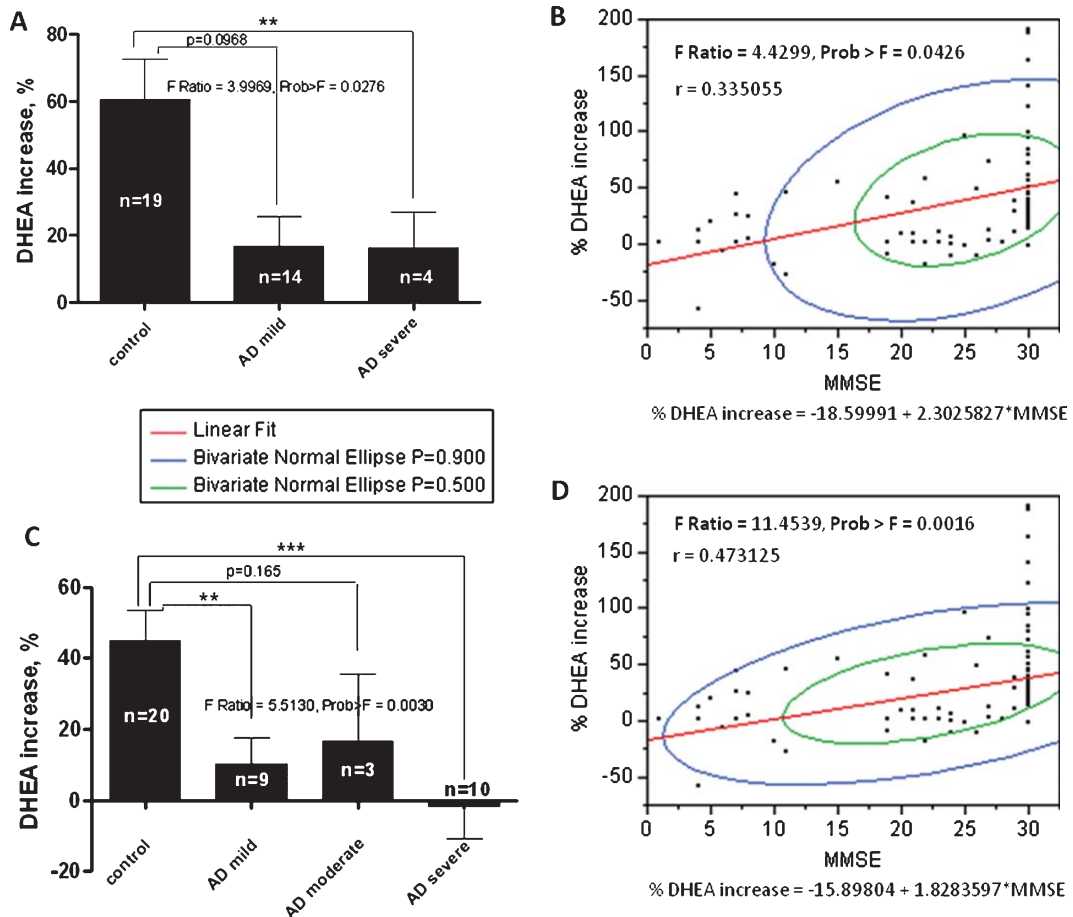 A
80
60
40
20
0
DHEA increase, %
**
p=0.0968
F Ratio = 3.9969, Prob>F = 0.0276
n=19
n=14
n=4
control
AD mild
AD severe
B
200
150
100
50
0
-50
% DHEA increase
F Ratio = 4.4299, Prob > F = 0.0426
r = 0.335055
0 5 10 15 20 25 30
MMSE
% DHEA increase = -18.59991 + 2.3025827*MMSE
Linear Fit
Bivariate Normal Ellipse P=0.900
Bivariate Normal Ellipse P=0.500
C
60
40
20
0
-20
DHEA increase, %
***
p=0.165
**
F Ratio = 5.5130, Prob>F = 0.0030
n=20
n=9
n=3
n=10
control
AD mild
AD moderate
AD severe
D
200
150
100
50
0
-50
% DHEA increase
F Ratio = 11.4539, Prob > F = 0.0016
r = 0.473125
0 5 10 15 20 25 30
MMSE
% DHEA increase = -15.89804 + 1.8283597*MMSE